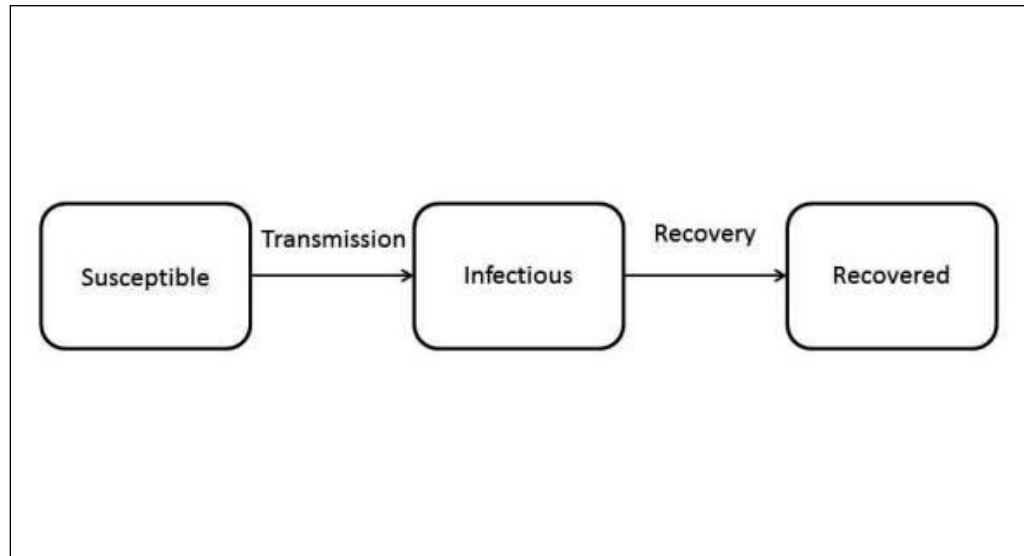 Susceptible
Transmission
Infectious
Recovery
Recovered